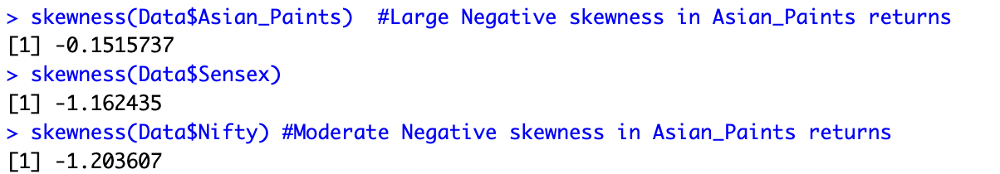 > skewness(Data$Asian_Paints)  #Large Negative skewness in Asian_Paints returns
[1] -0.1515737
> skewness(Data$Sensex)
[1] -1.162435
> skewness(Data$Nifty) #Moderate Negative skewness in Asian_Paints returns
[1] -1.203607